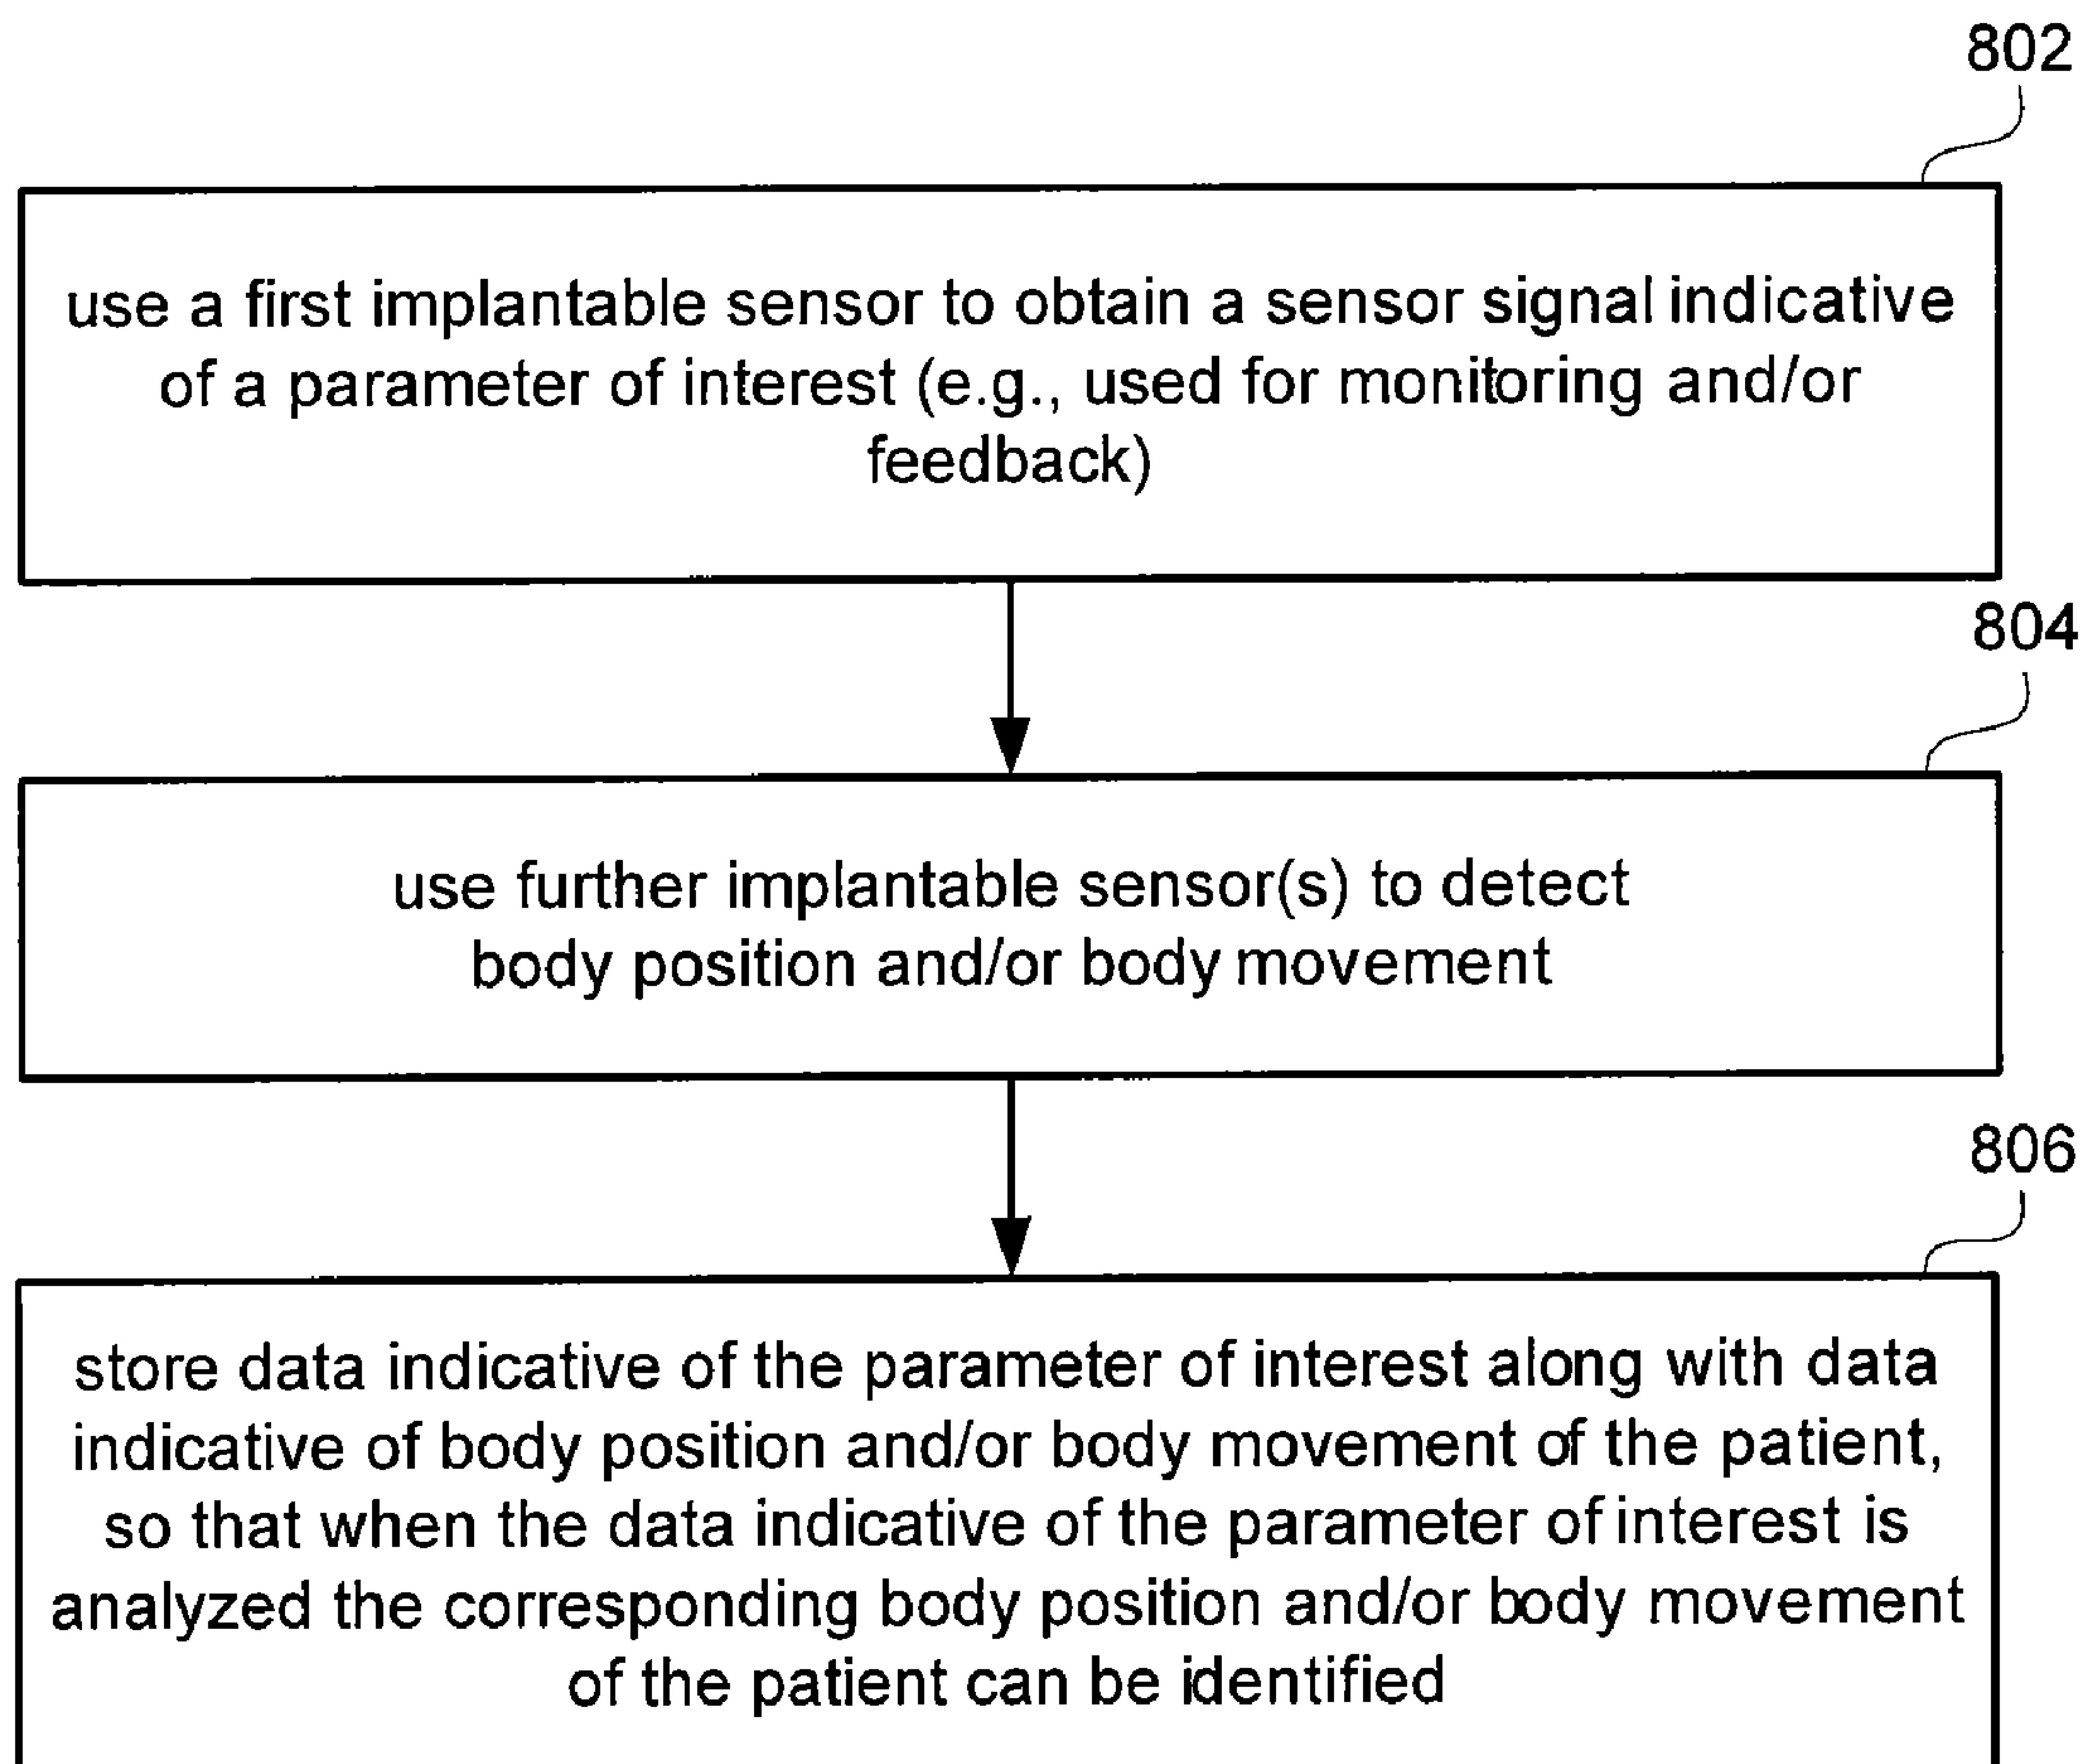 802
use a first implantable sensor to obtain a sensor signal indicative
of a parameter of interest (e.g., used for monitoring and/or
feedback)
804
use further implantable sensor(s) to detect
body position and/or body movement
806
store data indicative of the parameter of interest along with data
indicative of body position and/or body movement of the patient,
so that when the data indicative of the parameter of interest is
analyzed the corresponding body position and/or body movement
of the patient can be identified